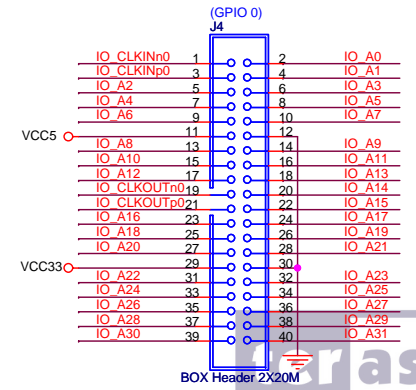 (GPIO 0)
J4
IO_CLKINn0 1 2 IO_A0
IO_CLKINp0 3 4 IO_A1
IO_A2 5 6 IO_A3
IO_A4 7 8 IO_A5
IO_A6 9 10 IO_A7
VCC5 11 12
IO_A8 13 14 IO_A9
IO_A10 15 16 IO_A11
IO_A12 17 18 IO_A13
IO_CLKOUTn0 19 20 IO_A14
IO_CLKOUTp0 21 22 IO_A15
IO_A16 23 24 IO_A17
IO_A18 25 26 IO_A19
IO_A20 27 28 IO_A21
VCC33 29 30
IO_A22 31 32 IO_A23
IO_A24 33 34 IO_A25
IO_A26 35 36 IO_A27
IO_A28 37 38 IO_A29
IO_A30 39 40 IO_A31
BOX Header 2X20M
teras